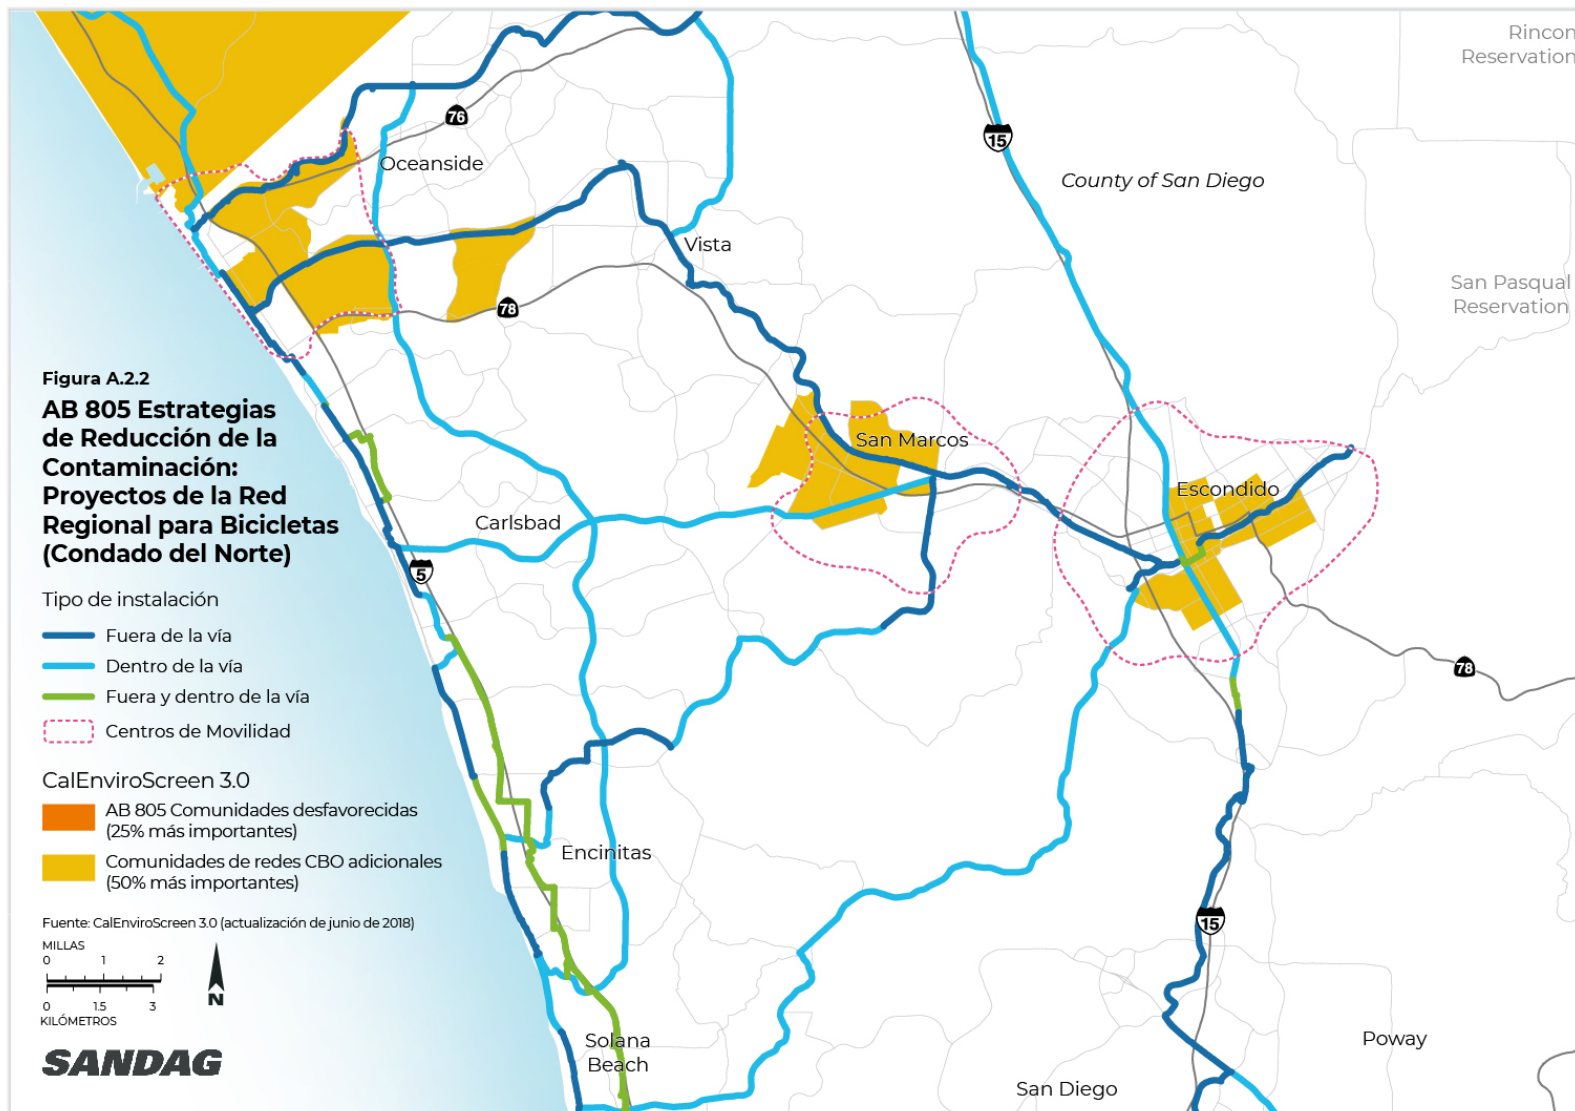 Rincon
Reservation
76
15
Oceanside
County of San Diego
Vista
San Pasqual
Reservation
78
Figura A.2.2
AB 805 Estrategias
de Reducción de la
Contaminación:
Proyectos de la Red
Regional para Bicicletas
(Condado del Norte)
San Marcos
Escondido
Carlsbad
5
Tipo de instalación
Fuera de la vía
Dentro de la vía
Fuera y dentro de la vía
Centros de Movilidad
78
CalEnviroScreen 3.0
AB 805 Comunidades desfavorecidas
(25% más importantes)
Comunidades de redes CBO adicionales
(50% más importantes)
Encinitas
Fuente: CalEnviroScreen 3.0 (actualización de junio de 2018)
15
MILLAS
0 1 2
0 1.5 3
KILÓMETROS
N
SANDAG
Solana
Beach
Poway
San Diego